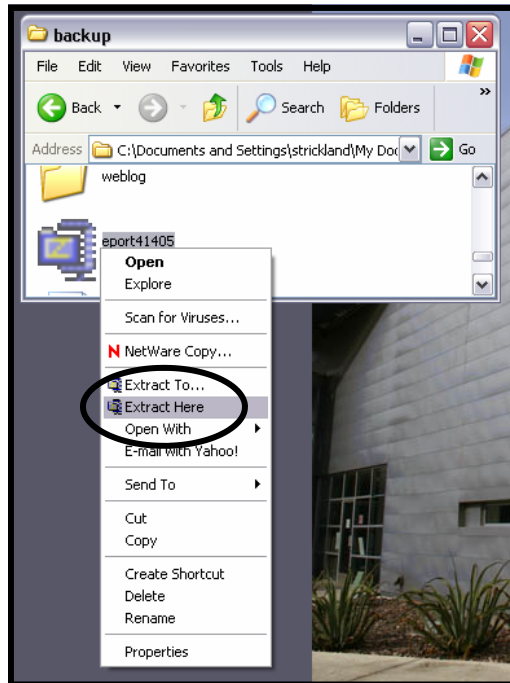 backup
File Edit View Favorites Tools Help
Back Search Folders »
Address C:\Documents and Settings\strickland\My Doc Go
weblog
eport41405
Open
Explore
Scan for Viruses...
N NetWare Copy...
Extract To...
Extract Here
Open With
E-mail with Yahoo!
Send To
Cut
Copy
Create Shortcut
Delete
Rename
Properties